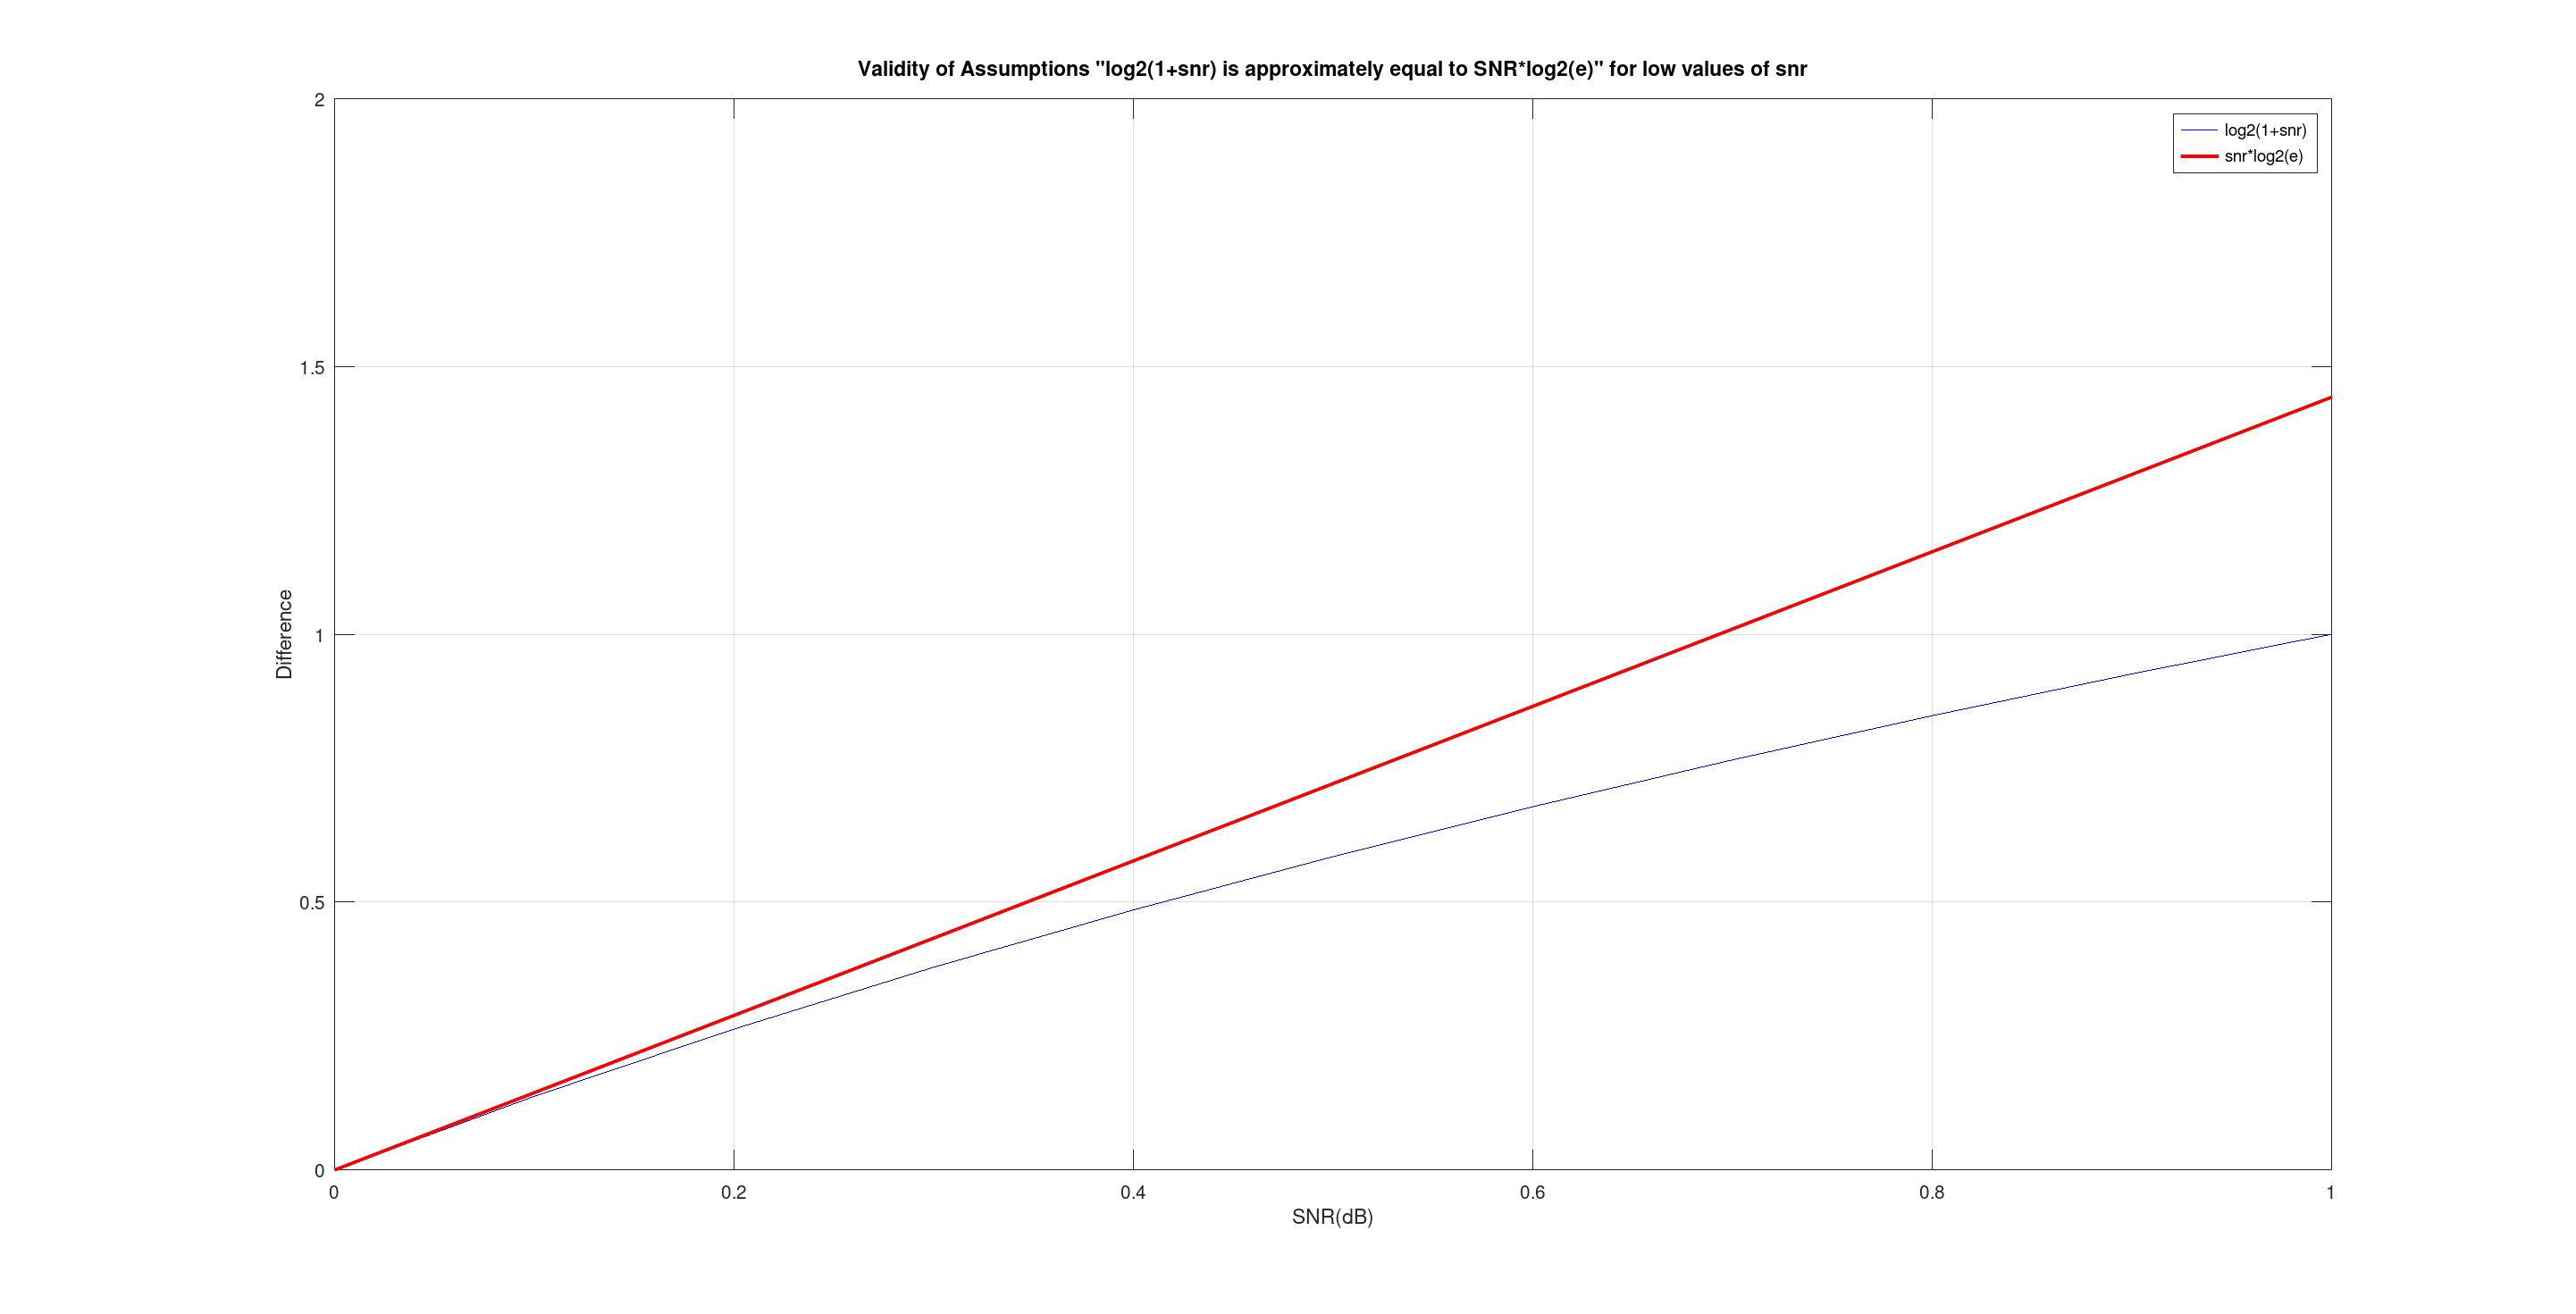 Validity of Assumptions "log2(1+snr) is approximately equal to SNR*log2(e)" for low values of snr
2
log2(1+snr)
snr*log2(e)
1.5
Difference
1
0.5
0
0 0.2 0.4 0.6 0.8 1
SNR(dB)